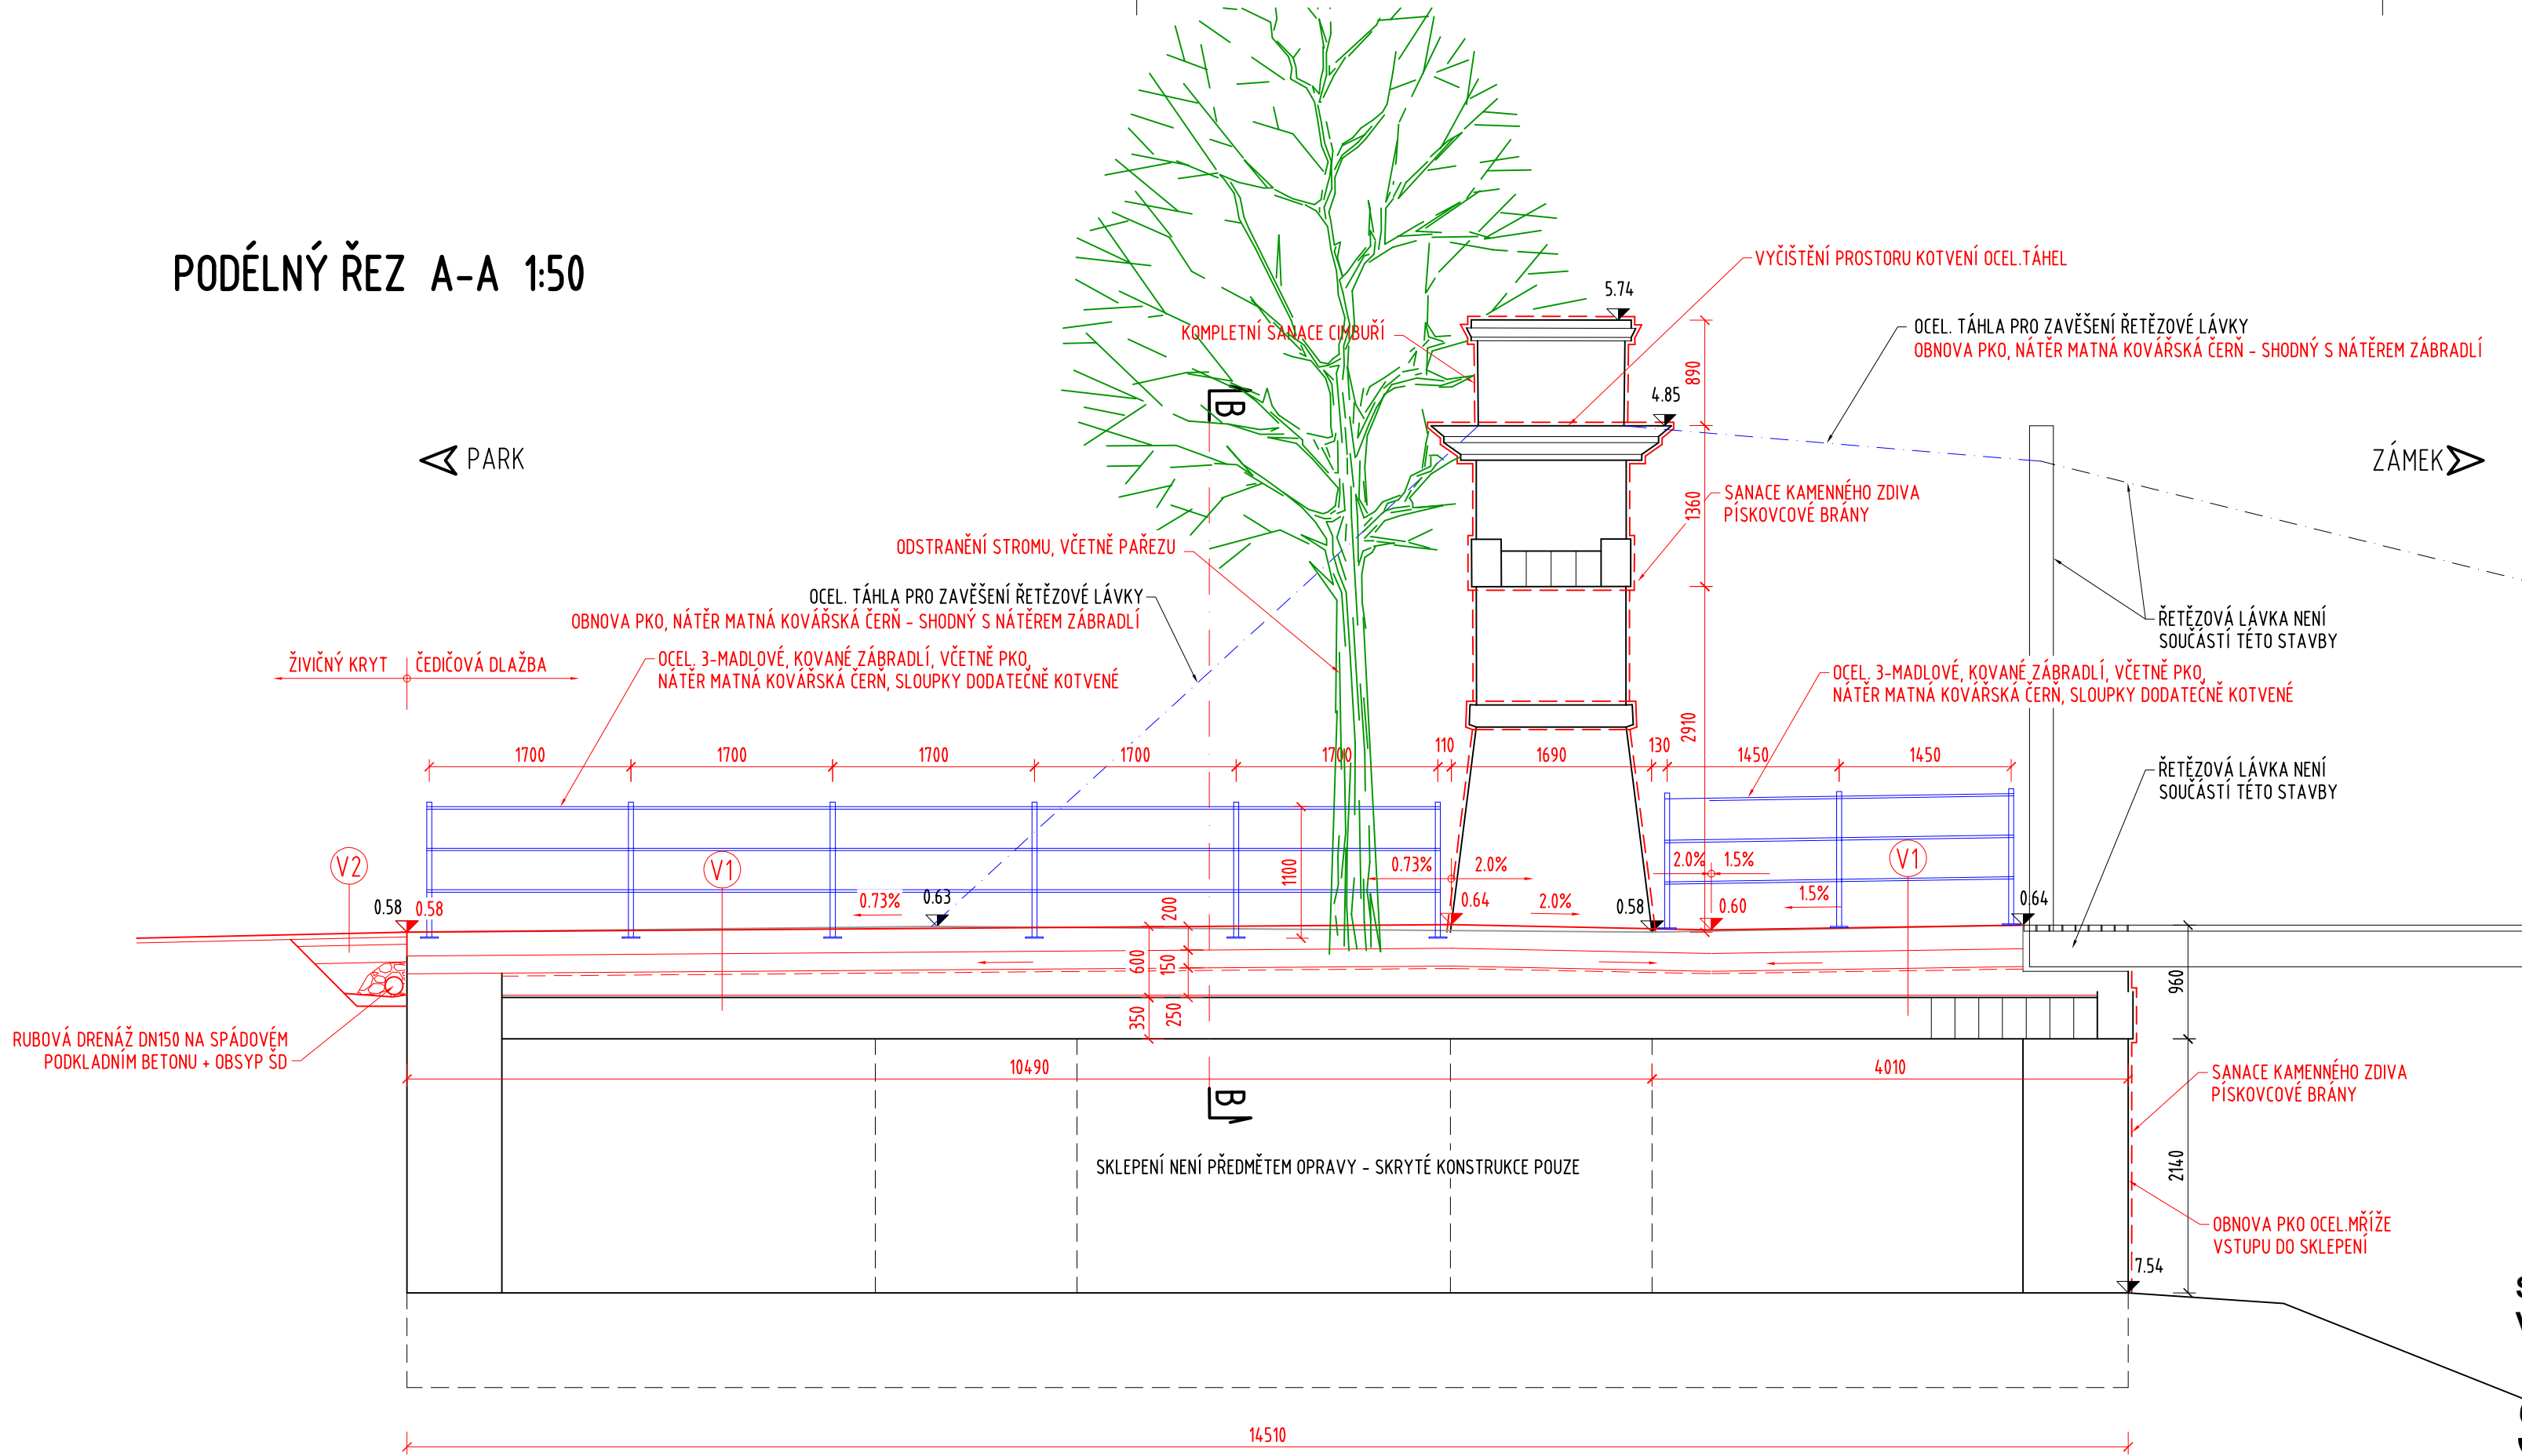 PODÉLNÝ ŘEZ A-A 1:50
VYČIŠTĚNÍ PROSTORU KOTVENÍ OCEL.TÁHEL
5.74
KOMPLETNÍ SANACE CIMBUŘÍ
OCEL. TÁHLA PRO ZAVĚŠENÍ ŘETĚZOVÉ LÁVKY
OBNOVA PKO, NÁTĚR MATNÁ KOVÁŘSKÁ ČERŇ - SHODNÝ S NÁTĚREM ZÁBRADLÍ
890
4.85
B
PARK
ZÁMEK
1360
SANACE KAMENNÉHO ZDIVA
PÍSKOVCOVÉ BRÁNY
ODSTRANĚNÍ STROMU, VČETNĚ PAŘEZU
OCEL. TÁHLA PRO ZAVĚŠENÍ ŘETĚZOVÉ LÁVKY
OBNOVA PKO, NÁTĚR MATNÁ KOVÁŘSKÁ ČERŇ - SHODNÝ S NÁTĚREM ZÁBRADLÍ
ŘETĚZOVÁ LÁVKA NENÍ
SOUČÁSTÍ TÉTO STAVBY
ŽIVIČNÝ KRYT
ČEDIČOVÁ DLAŽBA
OCEL. 3-MADLOVÉ, KOVANÉ ZÁBRADLÍ, VČETNĚ PKO,
NÁTĚR MATNÁ KOVÁŘSKÁ ČERŇ, SLOUPKY DODATEČNĚ KOTVENÉ
OCEL. 3-MADLOVÉ, KOVANÉ ZÁBRADLÍ, VČETNĚ PKO,
NÁTĚR MATNÁ KOVÁŘSKÁ ČERŇ, SLOUPKY DODATEČNĚ KOTVENÉ
2910
1700 1700 1700 1700 1700 110 1690 130 1450 1450
ŘETĚZOVÁ LÁVKA NENÍ
SOUČÁSTÍ TÉTO STAVBY
V2
V1
1100
0.73% 2.0%
2.0% 1.5%
V1
0.58 0.58
0.73%
0.63
200
0.64
2.0%
0.58
0.60
1.5%
0.64
600
150
960
350
250
RUBOVÁ DRENÁŽ DN150 NA SPÁDOVÉM
PODKLADNÍM BETONU + OBSYP ŠD
10490
4010
SANACE KAMENNÉHO ZDIVA
PÍSKOVCOVÉ BRÁNY
B
SKLEPENÍ NENÍ PŘEDMĚTEM OPRAVY - SKRYTÉ KONSTRUKCE POUZE
2140
OBNOVA PKO OCEL.MŘÍŽE
VSTUPU DO SKLEPENÍ
7.54
14510